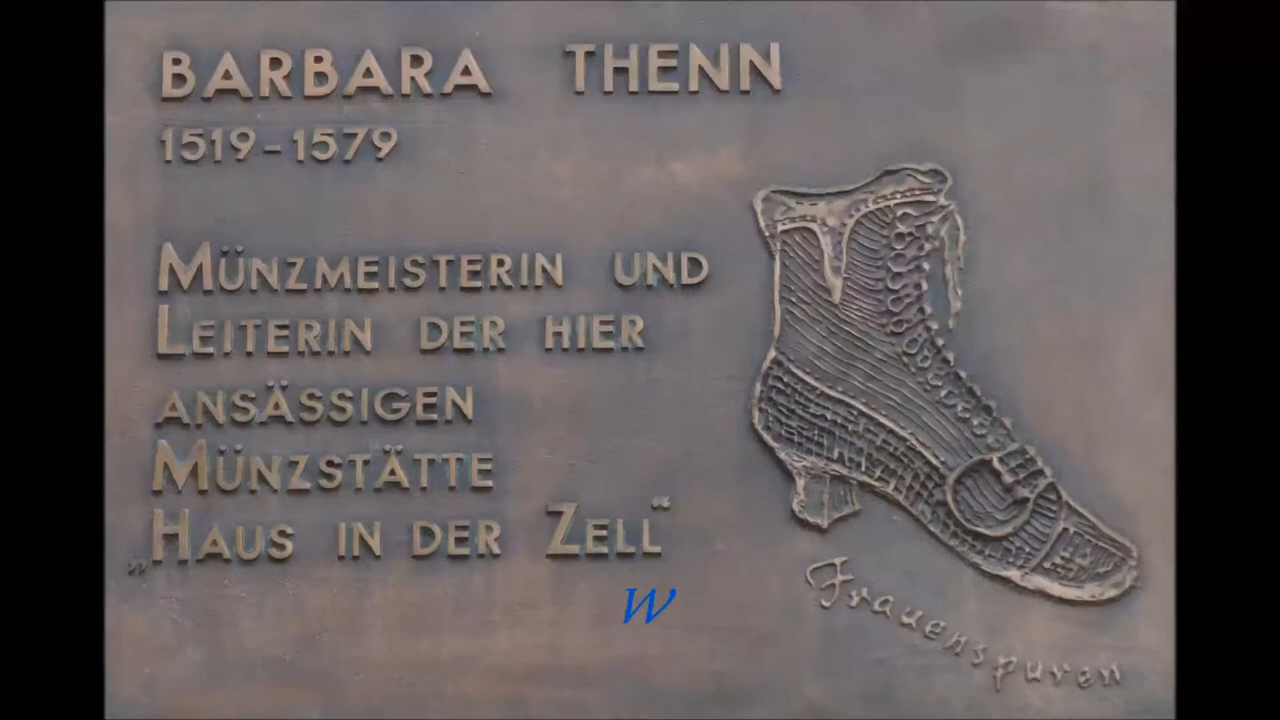 BARBARA THENN
1519-1579
MÜNZMEISTERIN UND
LEITERIN DER HIER
ANSÄSSIGEN
MÜNZSTÄTTE
„HAUS IN DER ZELL“
W
Frauenspuren